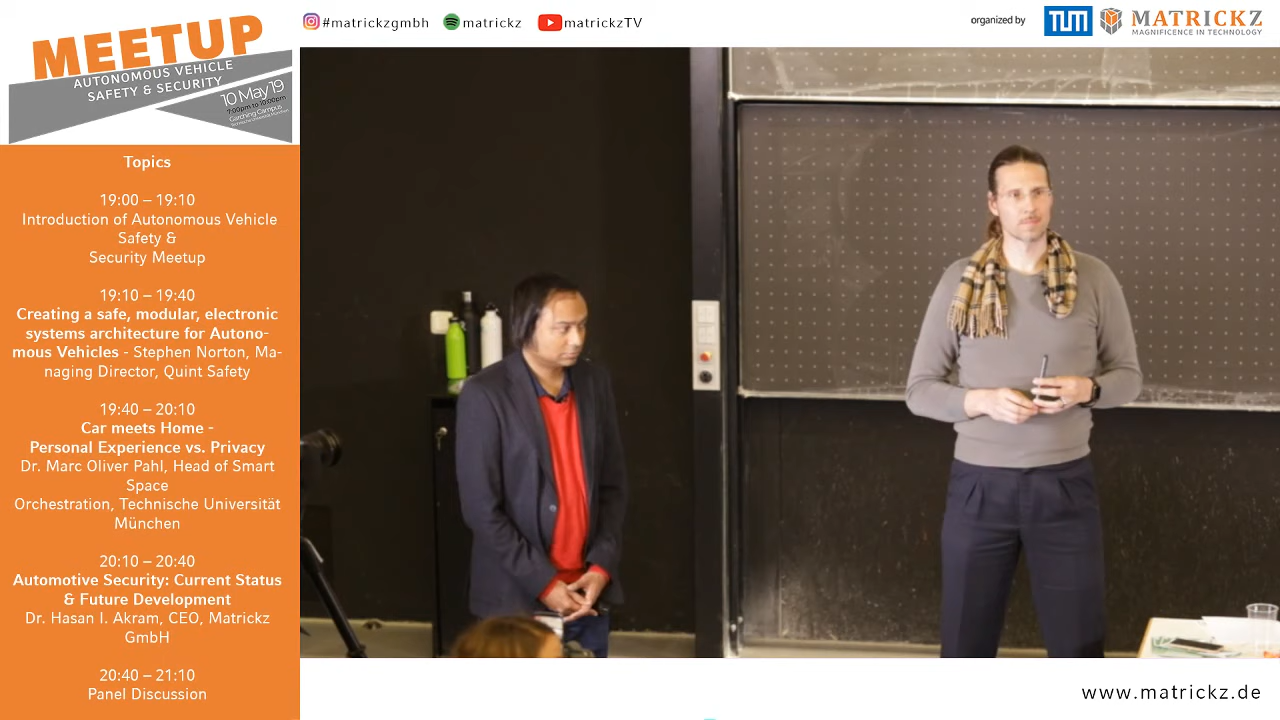 MEETUP
AUTONOMOUS VEHICLE
SAFETY & SECURITY
10 May 19
7:00pm to 10:00pm
Garching Campus
#matrickzgmbh
matrickz
matrickzTV
organized by
TUM
MATRICKZ
MAGNIFICENCE IN TECHNOLOGY
Topics
19:00 – 19:10
Introduction of Autonomous Vehicle
Safety &
Security Meetup
19:10 – 19:40
Creating a safe, modular, electronic
systems architecture for Autono-
mous Vehicles - Stephen Norton, Ma-
naging Director, Quint Safety
19:40 – 20:10
Car meets Home -
Personal Experience vs. Privacy
Dr. Marc Oliver Pahl, Head of Smart
Space
Orchestration, Technische Universität
München
20:10 – 20:40
Automotive Security: Current Status
& Future Development
Dr. Hasan I. Akram, CEO, Matrickz
GmbH
20:40 – 21:10
Panel Discussion
www.matrickz.de